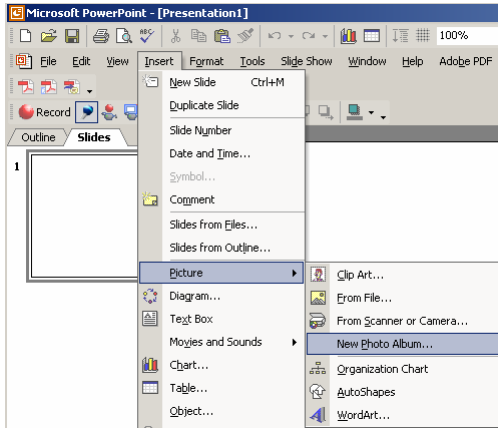 Microsoft PowerPoint - [Presentation1]
100%
File Edit View Insert Format Tools Slide Show Window Help Adobe PDF
Record
Outline Slides
1
New Slide Ctrl+M
Duplicate Slide
Slide Number
Date and Time...
Symbol...
Comment
Slides from Files...
Slides from Outline...
Picture
Diagram...
Text Box
Movies and Sounds
Chart...
Table...
Object...
Clip Art...
From File...
From Scanner or Camera...
New Photo Album...
Organization Chart
AutoShapes
WordArt...